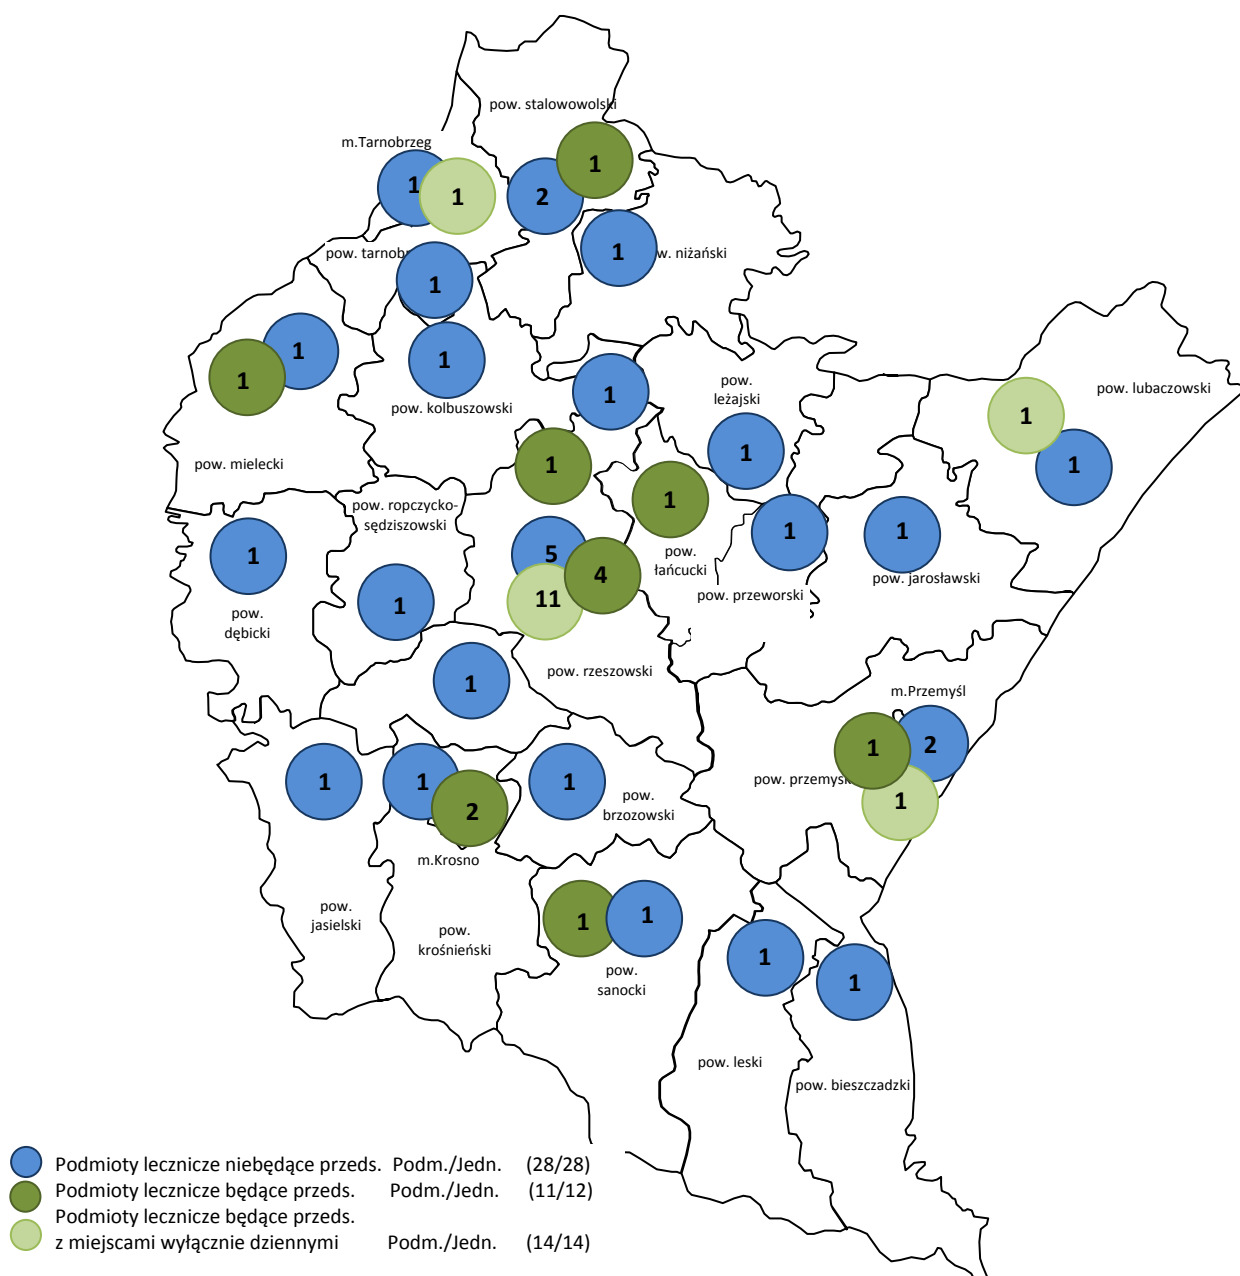 pow. stalowowolski
1
m.Tarnobrzeg
1
1
2
pow. tarnob
1
1
w. niżański
1
1
1
1
pow. kolbuszowski
1
pow.
leżajski
1
pow. lubaczowski
1
1
pow. mielecki
1
1
pow. ropczycko-
sędziszowski
1
pow.
dębicki
1
5
4
11
pow.
łańcucki
1
pow. przeworski
1
pow. jarosławski
1
pow. rzeszowski
m.Przemyśl
1
2
pow. przemysk
1
1
1
2
m.Krosno
1
pow.
brzozowski
pow.
jasielski
pow.
krośnieński
1
1
pow.
sanocki
1
1
pow. leski
pow. bieszczadzki
Podmioty lecznicze niebędące przeds. Podm./Jedn. (28/28)
Podmioty lecznicze będące przeds. Podm./Jedn. (11/12)
Podmioty lecznicze będące przeds.
z miejscami wyłącznie dziennymi Podm./Jedn. (14/14)